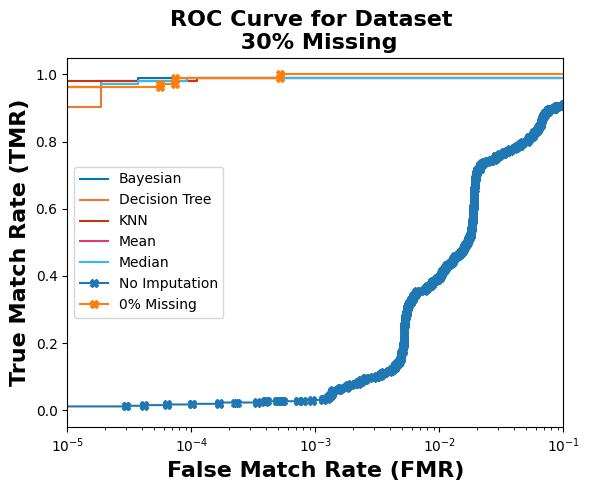 ROC Curve for Dataset
30% Missing
True Match Rate (TMR)
1.0
0.8
0.6
0.4
0.2
0.0
Bayesian
Decision Tree
KNN
Mean
Median
No Imputation
0% Missing
10⁻⁵
10⁻⁴
10⁻³
10⁻²
10⁻¹
False Match Rate (FMR)